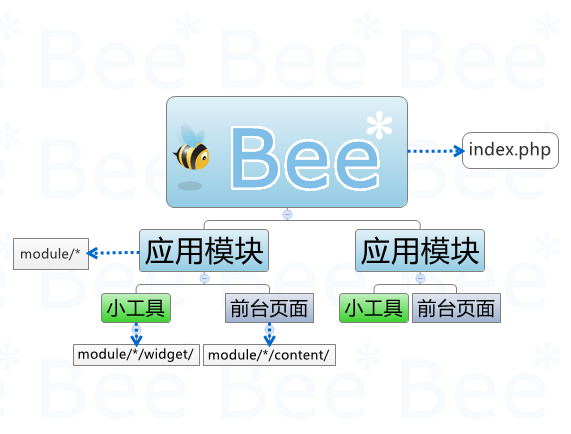 Bee*
index.php
应用模块
应用模块
module/*
小工具
前台页面
小工具
前台页面
module/*/widget/
module/*/content/